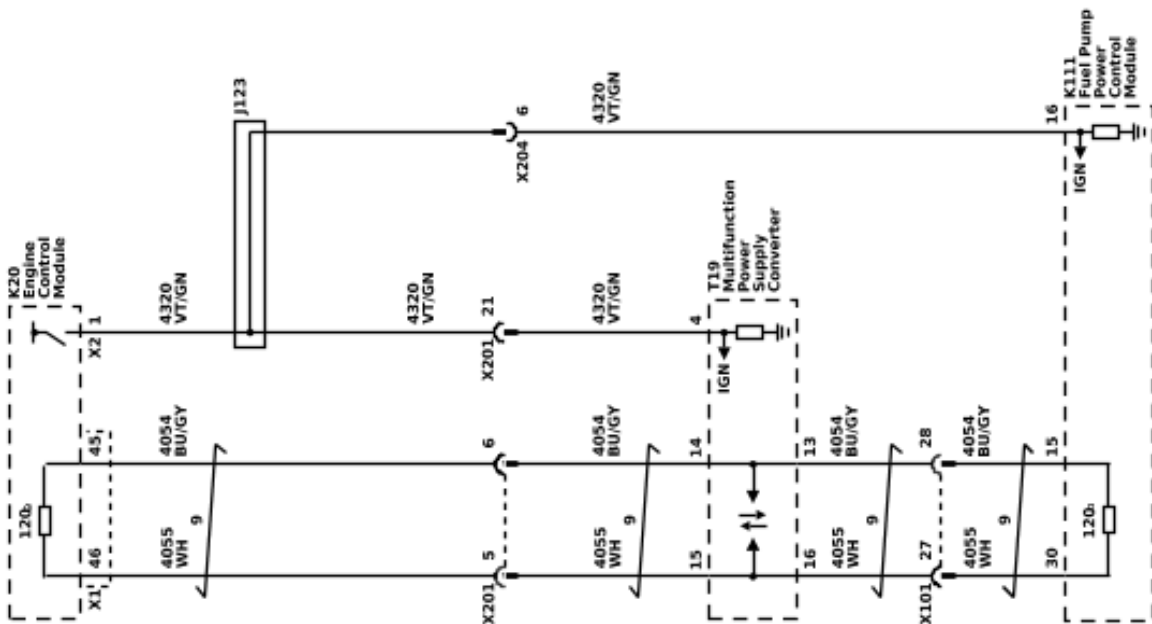 K20
Engine
Control
Module
120Ω
X1
46
45
X2
1
4055
WH
4054
BU/GY
4320
VT/GN
9
J123
4320
VT/GN
X201
5
6
X201
21
X204
6
4055
WH
4054
BU/GY
4320
VT/GN
4320
VT/GN
9
15
14
4
T19
Multifunction
Power
Supply
Converter
IGN
16
13
4055
WH
4054
BU/GY
9
X101
27
28
4055
WH
4054
BU/GY
9
30
15
16
K111
Fuel Pump
Power
Control
Module
IGN
120Ω